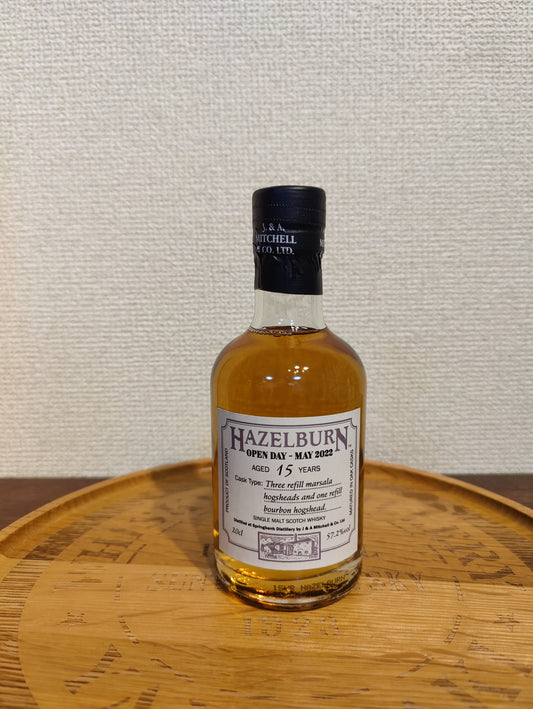 J. & A.
MITCHELL
& CO. LTD.
HAZELBURN
OPEN DAY – MAY 2022
AGED 15 YEARS
Cask Type: Three refill marsala
hogsheads and one refill
bourbon hogshead.
SINGLE MALT SCOTCH WHISKY
Distilled at Springbank Distillery by J & A Mitchell & Co. Ltd
20cl
57.2%vol
PRODUCT OF SCOTLAND
MATURED IN OAK CASKS
HAZELBURN